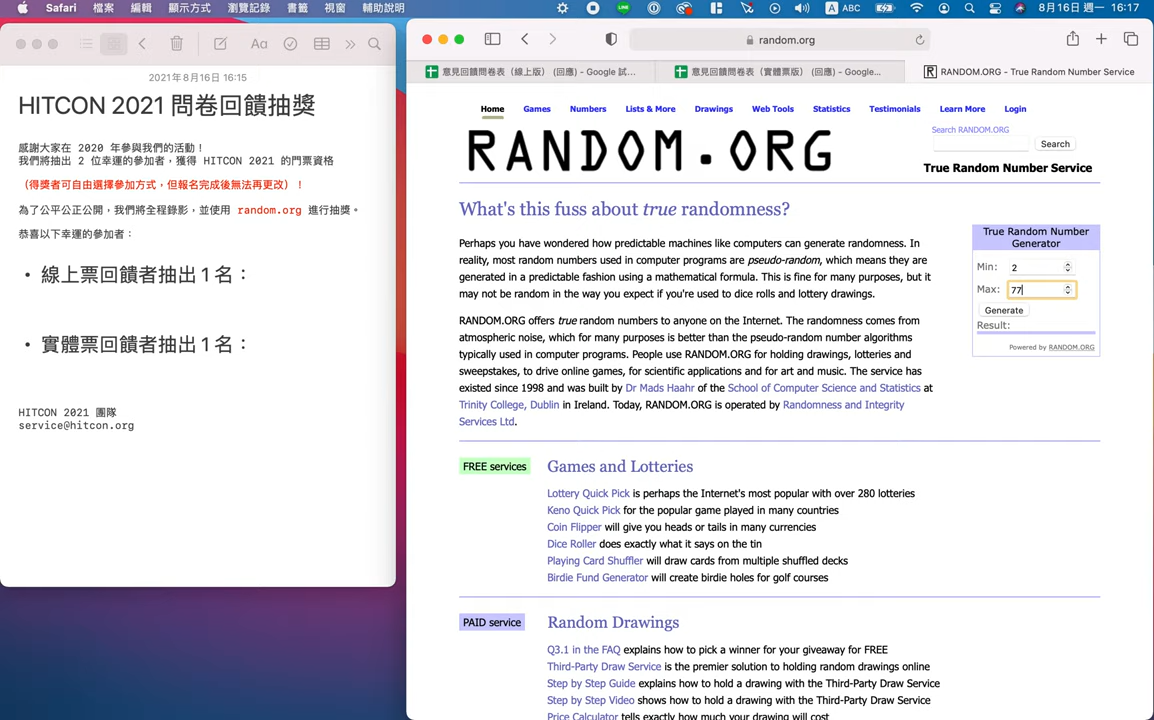 Safari 檔案 編輯 顯示方式 瀏覽記錄 書籤 視窗 輔助說明 LINE A ABC 8月16日 週一 16:17
Aa
2021年8月16日 16:15
HITCON 2021 問卷回饋抽獎
感謝大家在 2020 年參與我們的活動！
我們將抽出 2 位幸運的參加者，獲得 HITCON 2021 的門票資格
（得獎者可自由選擇參加方式，但報名完成後無法再更改）！
為了公平公正公開，我們將全程錄影，並使用 random.org 進行抽獎。
恭喜以下幸運的參加者：
• 線上票回饋者抽出1名：
• 實體票回饋者抽出1名：
HITCON 2021 團隊
service@hitcon.org
random.org
意見回饋問卷表（線上版）（回應）- Google 試...
意見回饋問卷表（實體票版）（回應）- Google...
RANDOM.ORG - True Random Number Service
Home Games Numbers Lists & More Drawings Web Tools Statistics Testimonials Learn More Login
RANDOM.ORG
Search RANDOM.ORG
Search
True Random Number Service
What's this fuss about true randomness?
Perhaps you have wondered how predictable machines like computers can generate randomness. In
reality, most random numbers used in computer programs are pseudo-random, which means they are
generated in a predictable fashion using a mathematical formula. This is fine for many purposes, but it
may not be random in the way you expect if you're used to dice rolls and lottery drawings.
RANDOM.ORG offers true random numbers to anyone on the Internet. The randomness comes from
atmospheric noise, which for many purposes is better than the pseudo-random number algorithms
typically used in computer programs. People use RANDOM.ORG for holding drawings, lotteries and
sweepstakes, to drive online games, for scientific applications and for art and music. The service has
existed since 1998 and was built by Dr Mads Haahr of the School of Computer Science and Statistics at
Trinity College, Dublin in Ireland. Today, RANDOM.ORG is operated by Randomness and Integrity
Services Ltd.
True Random Number
Generator
Min: 2
Max: 77
Generate
Result:
Powered by RANDOM.ORG
FREE services
Games and Lotteries
Lottery Quick Pick is perhaps the Internet's most popular with over 280 lotteries
Keno Quick Pick for the popular game played in many countries
Coin Flipper will give you heads or tails in many currencies
Dice Roller does exactly what it says on the tin
Playing Card Shuffler will draw cards from multiple shuffled decks
Birdie Fund Generator will create birdie holes for golf courses
PAID service
Random Drawings
Q3.1 in the FAQ explains how to pick a winner for your giveaway for FREE
Third-Party Draw Service is the premier solution to holding random drawings online
Step by Step Guide explains how to hold a drawing with the Third-Party Draw Service
Step by Step Video shows how to hold a drawing with the Third-Party Draw Service
Price Calculator tells exactly how much your drawing will cost